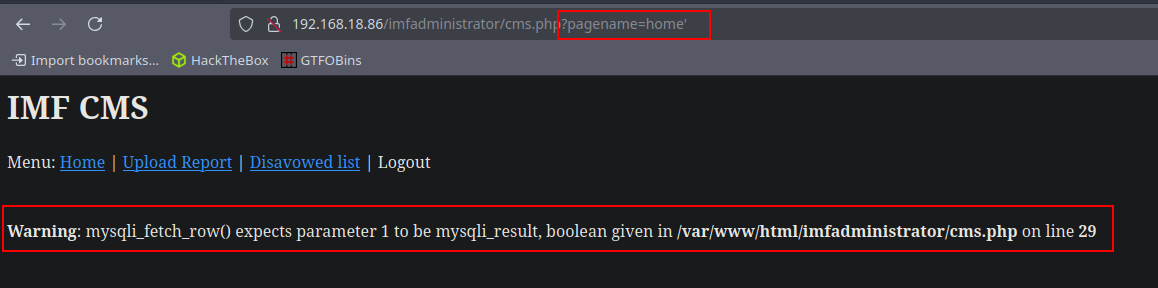 192.168.18.86/imfadministrator/cms.php?pagename=home'
Import bookmarks... HackTheBox GTFOBins
IMF CMS
Menu: Home | Upload Report | Disavowed list | Logout
Warning: mysqli_fetch_row() expects parameter 1 to be mysqli_result, boolean given in /var/www/html/imfadministrator/cms.php on line 29